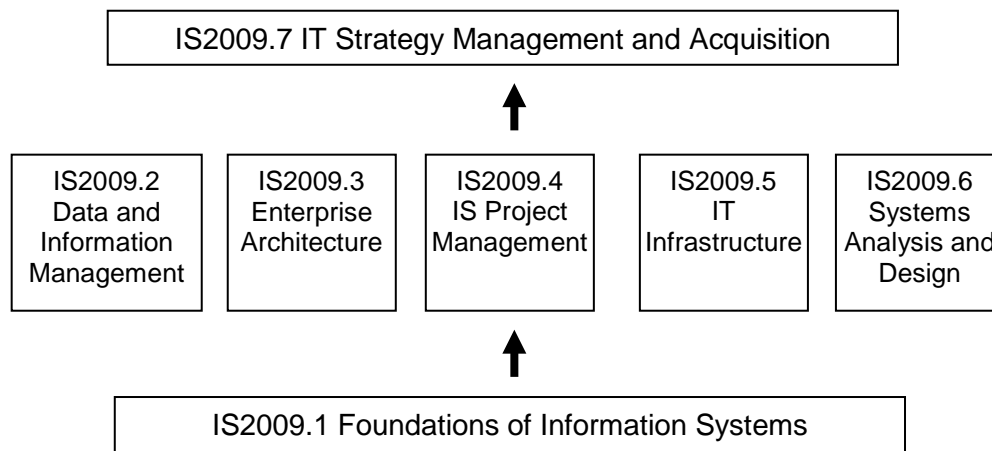 IS2009.7 IT Strategy Management and Acquisition
IS2009.2
Data and
Information
Management
IS2009.3
Enterprise
Architecture
IS2009.4
IS Project
Management
IS2009.5
IT
Infrastructure
IS2009.6
Systems
Analysis and
Design
IS2009.1 Foundations of Information Systems